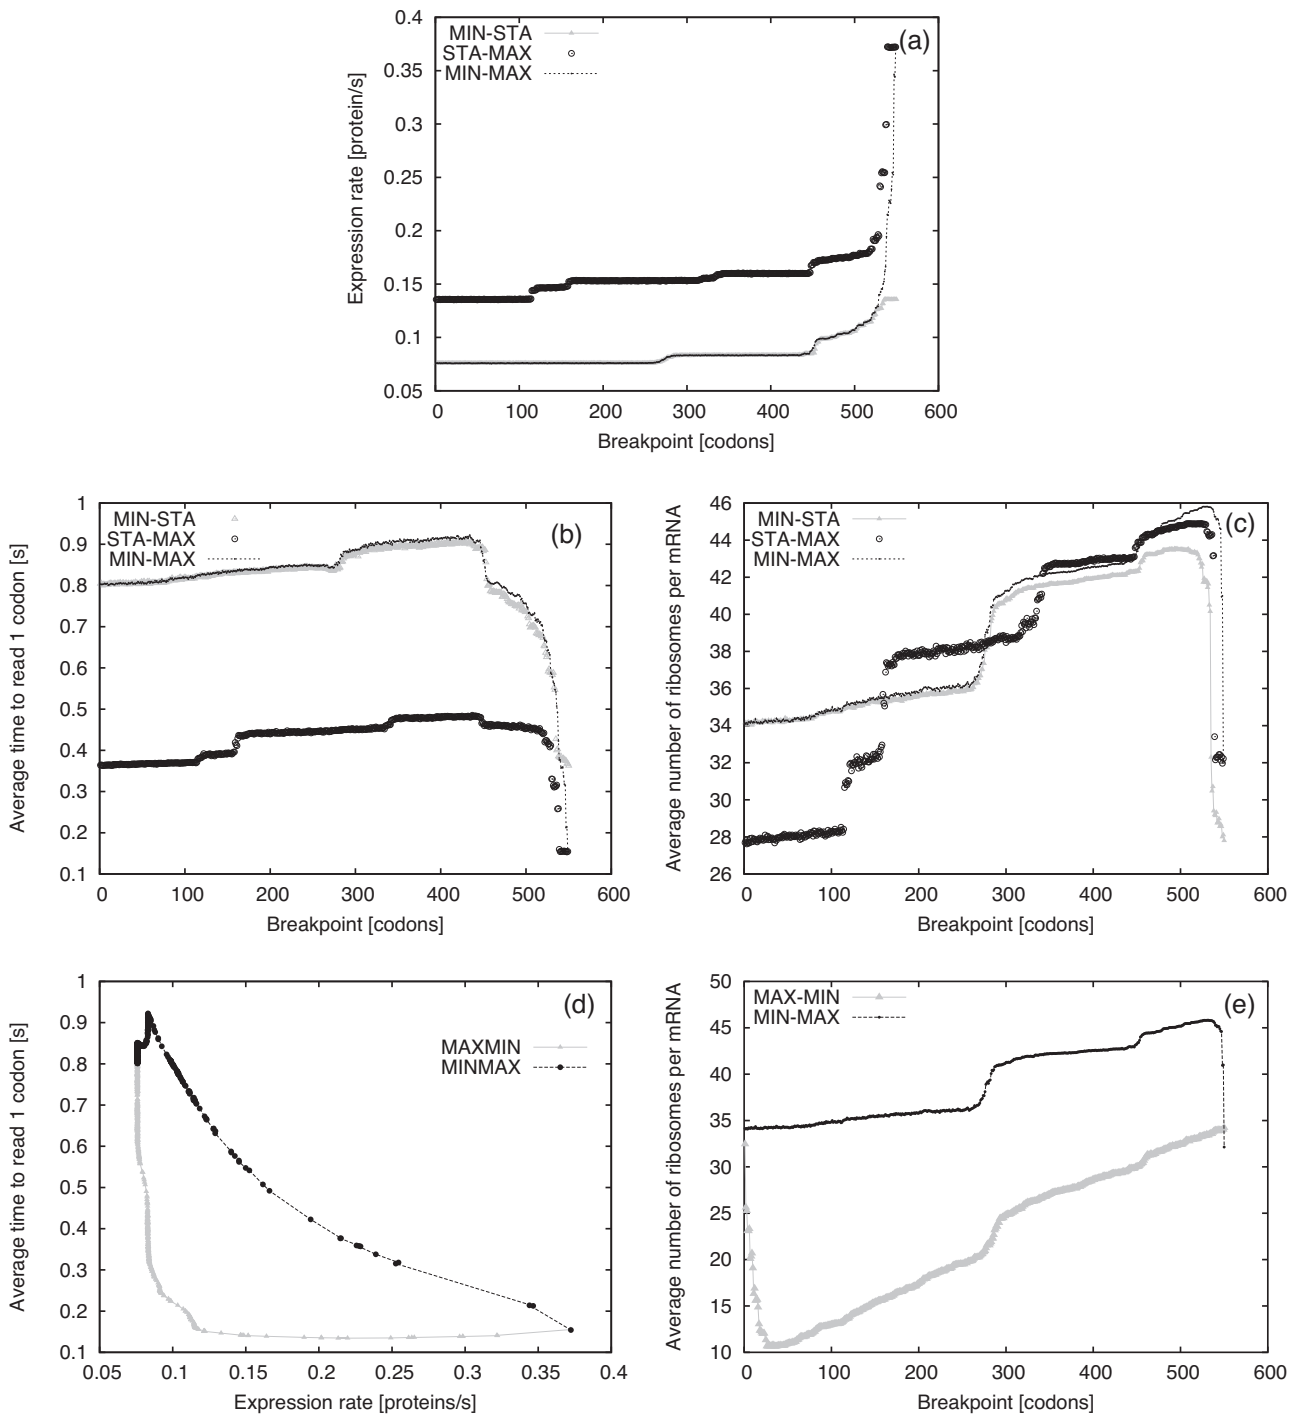 (a)
MIN-STA
STA-MAX
MIN-MAX
0.4
0.35
0.3
0.25
0.2
0.15
0.1
0.05
Expression rate [protein/s]
0 100 200 300 400 500 600
Breakpoint [codons]
(b)
MIN-STA
STA-MAX
MIN-MAX
1
0.9
0.8
0.7
0.6
0.5
0.4
0.3
0.2
0.1
Average time to read 1 codon [s]
0 100 200 300 400 500 600
Breakpoint [codons]
(c)
MIN-STA
STA-MAX
MIN-MAX
46
44
42
40
38
36
34
32
30
28
26
Average number of ribosomes per mRNA
0 100 200 300 400 500 600
Breakpoint [codons]
(d)
MAXMIN
MINMAX
1
0.9
0.8
0.7
0.6
0.5
0.4
0.3
0.2
0.1
Average time to read 1 codon [s]
0.05 0.1 0.15 0.2 0.25 0.3 0.35 0.4
Expression rate [proteins/s]
(e)
MAX-MIN
MIN-MAX
50
45
40
35
30
25
20
15
10
Average number of ribosomes per mRNA
0 100 200 300 400 500 600
Breakpoint [codons]